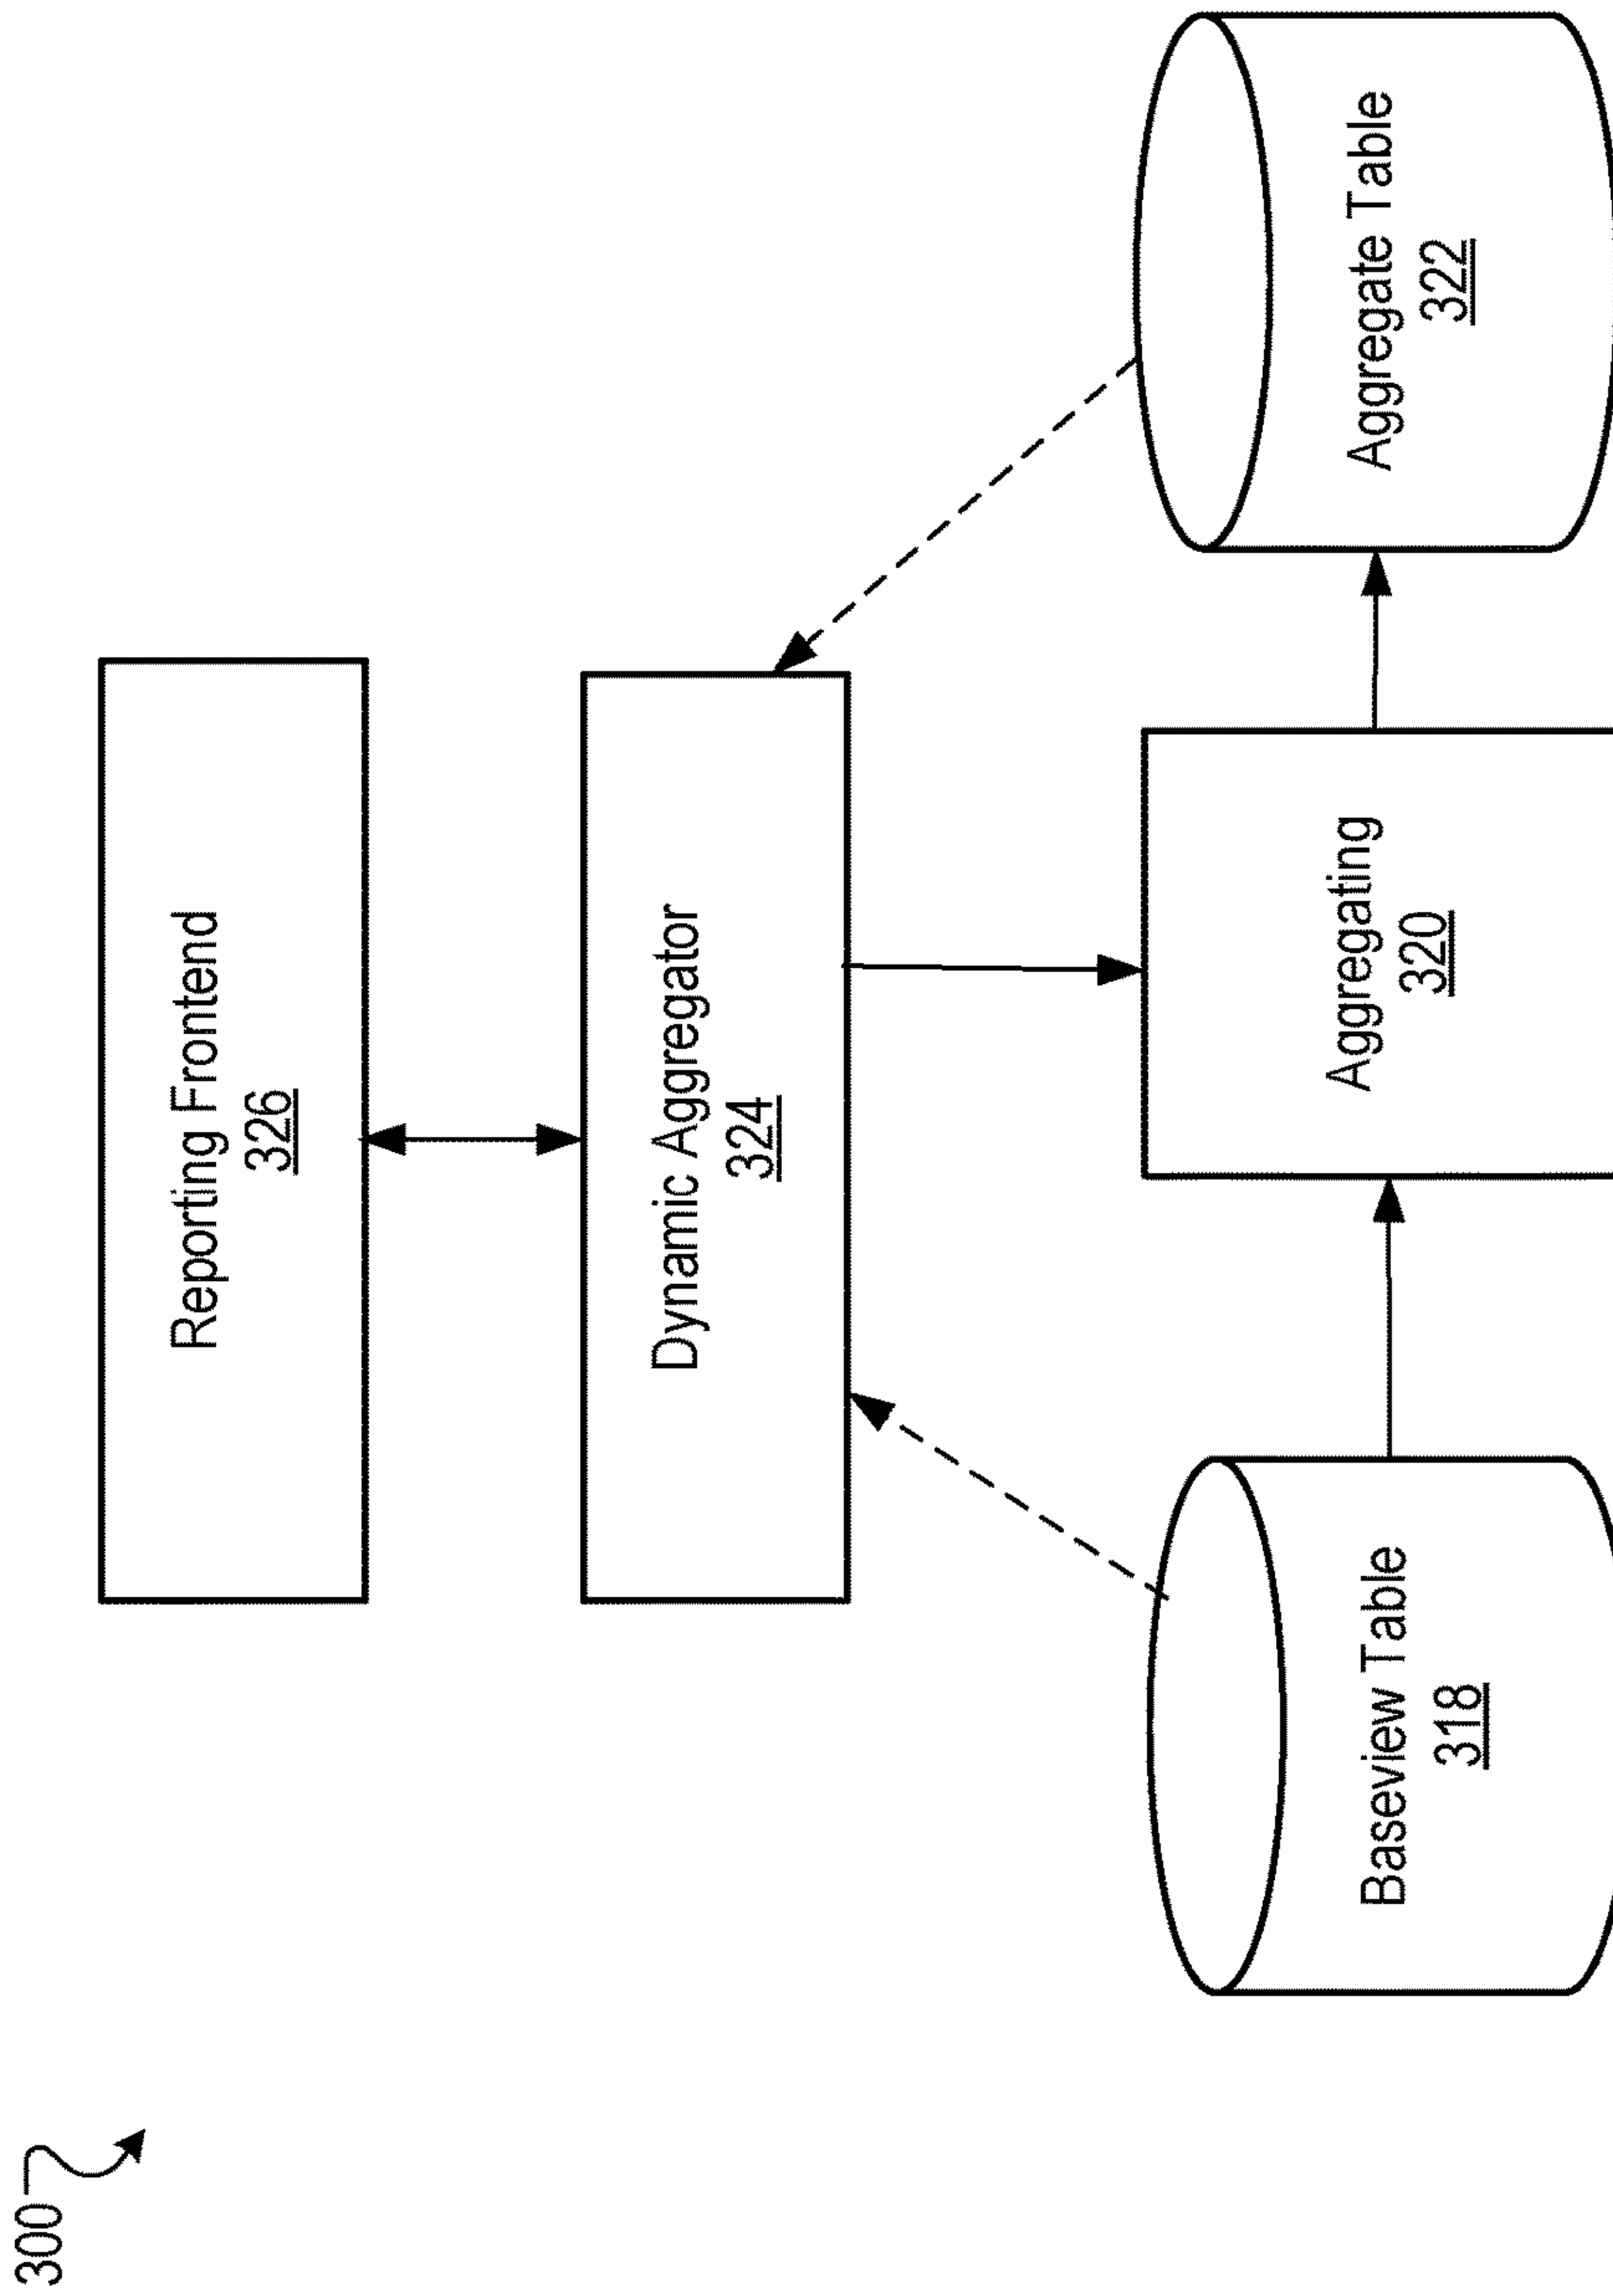 300
Reporting Frontend
326
Dynamic Aggregator
324
Baseview Table
318
Aggregating
320
Aggregate Table
322